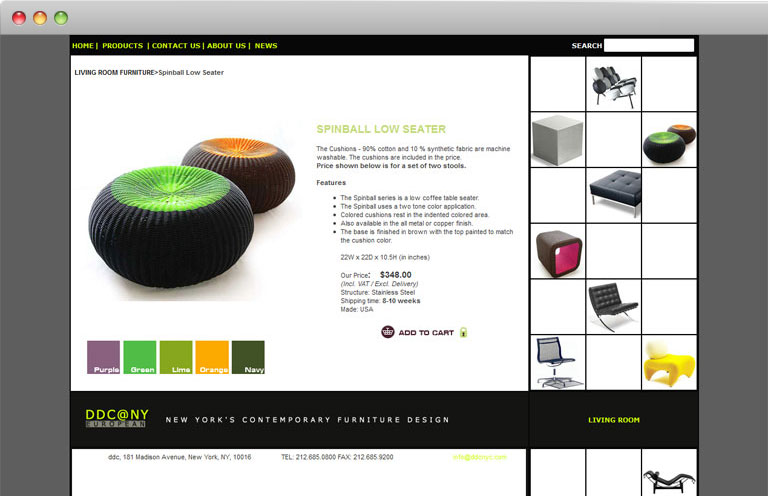 HOME | PRODUCTS | CONTACT US | ABOUT US | NEWS
SEARCH
LIVING ROOM FURNITURE>Spinball Low Seater
SPINBALL LOW SEATER
The Cushions - 90% cotton and 10 % synthetic fabric are machine
washable. The cushions are included in the price.
Price shown below is for a set of two stools.
Features
The Spinball series is a low coffee table seater.
The Spinball uses a two tone color application.
Colored cushions rest in the indented colored area.
Also available in the all metal or copper finish.
The base is finished in brown with the top painted to match
the cushion color.
22W x 22D x 10.5H (in inches)
Our Price: $348.00
(Incl. VAT / Excl. Delivery)
Structure: Stainless Steel
Shipping time: 8-10 weeks
Made: USA
ADD TO CART
Purple Green Lime Orange Navy
DDC@NY
EUROPEAN
NEW YORK'S CONTEMPORARY FURNITURE DESIGN
LIVING ROOM
ddc, 181 Madison Avenue, New York, NY, 10016 TEL: 212.685.0800 FAX: 212.685.9200 info@ddcnyc.com